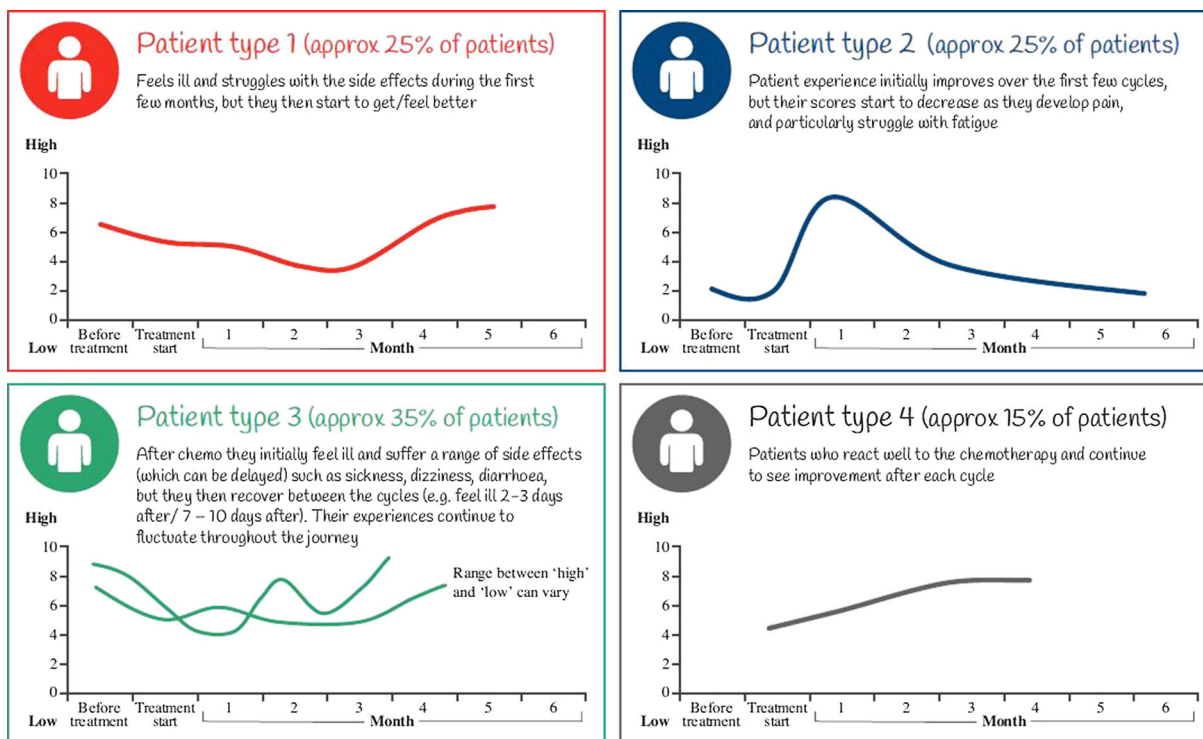 Patient type 1 (approx 25% of patients)
Feels ill and struggles with the side effects during the first
few months, but they then start to get/feel better
High
10
8
6
4
2
0
Low
Before treatment
Treatment start
1
2
3
4
5
6
Month
Patient type 2 (approx 25% of patients)
Patient experience initially improves over the first few cycles,
but their scores start to decrease as they develop pain,
and particularly struggle with fatigue
High
10
8
6
4
2
0
Low
Before treatment
Treatment start
1
2
3
4
5
6
Month
Patient type 3 (approx 35% of patients)
After chemo they initially feel ill and suffer a range of side effects
(which can be delayed) such as sickness, dizziness, diarrhoea,
but they then recover between the cycles (e.g. feel ill 2-3 days
after/ 7 – 10 days after). Their experiences continue to
fluctuate throughout the journey
High
10
8
6
4
2
0
Range between ‘high’
and ‘low’ can vary
Low
Before treatment
Treatment start
1
2
3
4
5
6
Month
Patient type 4 (approx 15% of patients)
Patients who react well to the chemotherapy and continue
to see improvement after each cycle
High
10
8
6
4
2
0
Low
Before treatment
Treatment start
1
2
3
4
5
6
Month